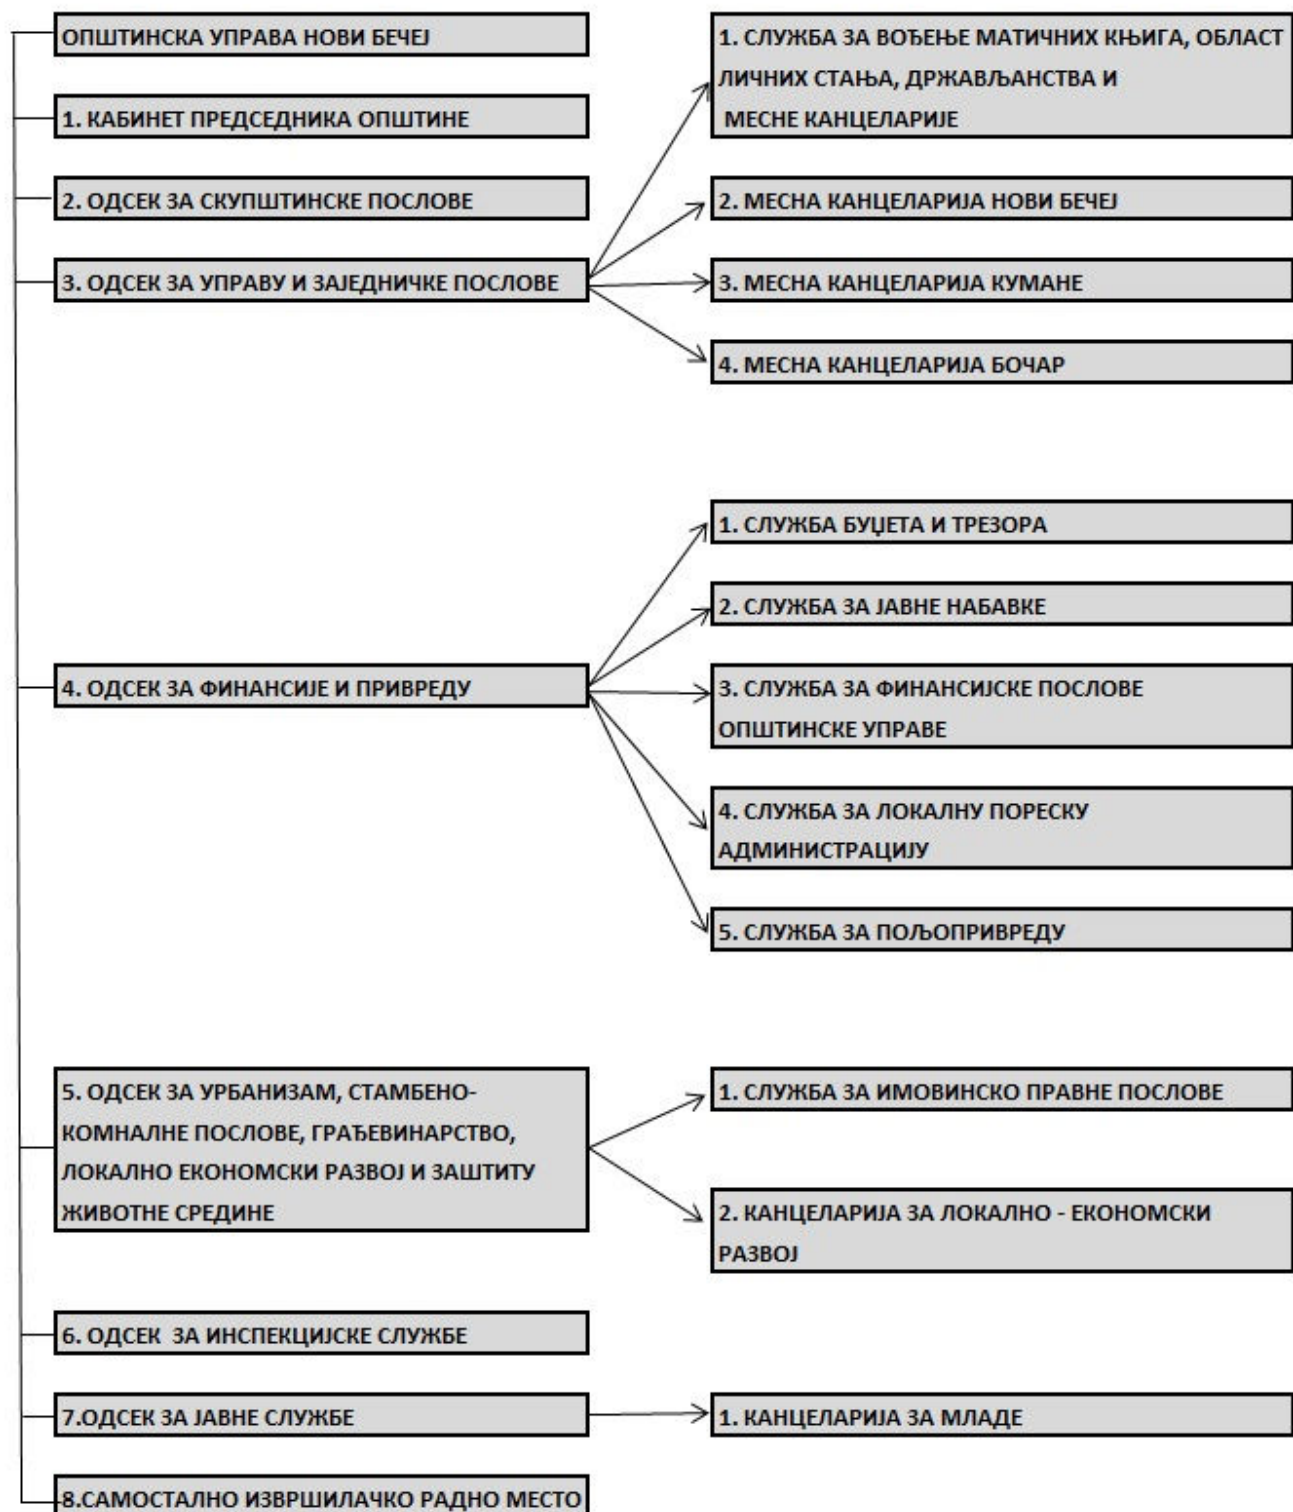 ОПШТИНСКА УПРАВА НОВИ БЕЧЕЈ
1. КАБИНЕТ ПРЕДСЕДНИКА ОПШТИНЕ
2. ОДСЕК ЗА СКУПШТИНСКЕ ПОСЛОВЕ
3. ОДСЕК ЗА УПРАВУ И ЗАЈЕДНИЧКЕ ПОСЛОВЕ
1. СЛУЖБА ЗА ВОЂЕЊЕ МАТИЧНИХ КЊИГА, ОБЛАСТ
ЛИЧНИХ СТАЊА, ДРЖАВЉАНСТВА И
МЕСНЕ КАНЦЕЛАРИЈЕ
2. МЕСНА КАНЦЕЛАРИЈА НОВИ БЕЧЕЈ
3. МЕСНА КАНЦЕЛАРИЈА КУМАНЕ
4. МЕСНА КАНЦЕЛАРИЈА БОЧАР
4. ОДСЕК ЗА ФИНАНСИЈЕ И ПРИВРЕДУ
1. СЛУЖБА БУЏЕТА И ТРЕЗОРА
2. СЛУЖБА ЗА ЈАВНЕ НАБАВКЕ
3. СЛУЖБА ЗА ФИНАНСИЈСКЕ ПОСЛОВЕ
ОПШТИНСКЕ УПРАВЕ
4. СЛУЖБА ЗА ЛОКАЛНУ ПОРЕСКУ
АДМИНИСТРАЦИЈУ
5. СЛУЖБА ЗА ПОЉОПРИВРЕДУ
5. ОДСЕК ЗА УРБАНИЗАМ, СТАМБЕНО-
КОМНАЛНЕ ПОСЛОВЕ, ГРАЂЕВИНАРСТВО,
ЛОКАЛНО ЕКОНОМСКИ РАЗВОЈ И ЗАШТИТУ
ЖИВОТНЕ СРЕДИНЕ
1. СЛУЖБА ЗА ИМОВИНСКО ПРАВНЕ ПОСЛОВЕ
2. КАНЦЕЛАРИЈА ЗА ЛОКАЛНО - ЕКОНОМСКИ
РАЗВОЈ
6. ОДСЕК  ЗА ИНСПЕКЦИЈСКЕ СЛУЖБЕ
7.ОДСЕК ЗА ЈАВНЕ СЛУЖБЕ
1. КАНЦЕЛАРИЈА ЗА МЛАДЕ
8.САМОСТАЛНО ИЗВРШИЛАЧКО РАДНО МЕСТО